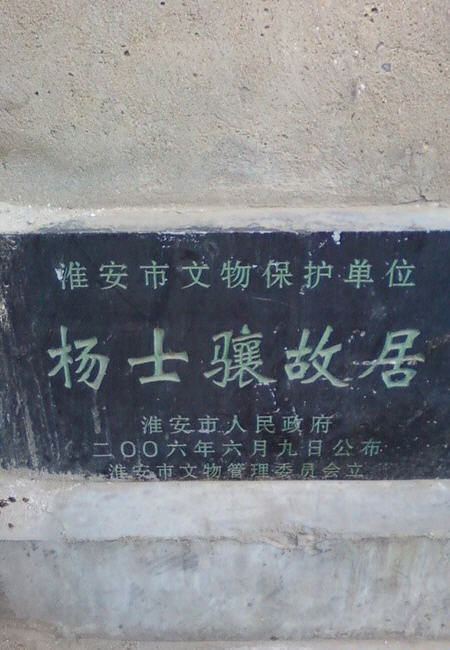 淮安市文物保护单位
杨士骧故居
淮安市人民政府
二〇〇六年六月九日公布
淮安市文物管理委员会立